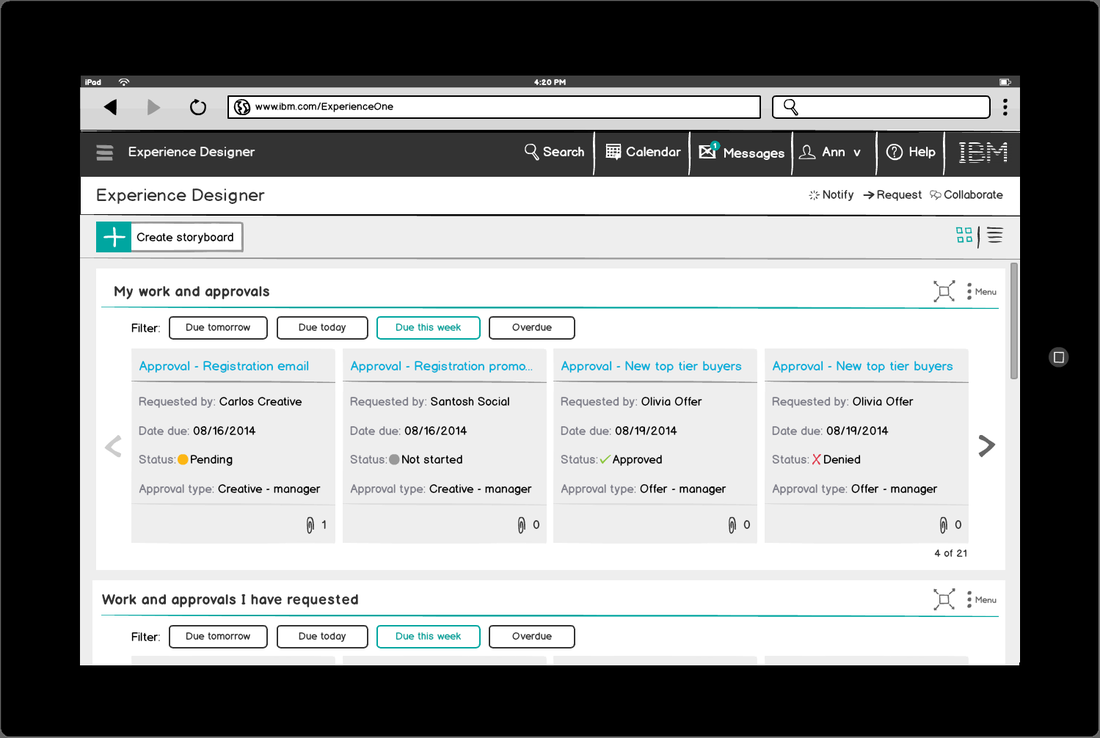 iPod 4:20 PM
www.ibm.com/ExperienceOne
Experience Designer Search Calendar 1 Messages Ann v ? Help IBM
Experience Designer Notify Request Collaborate
+ Create storyboard
My work and approvals Menu
Filter: Due tomorrow Due today Due this week Overdue
Approval - Registration email Approval - Registration promo... Approval - New top tier buyers Approval - New top tier buyers
Requested by: Carlos Creative Requested by: Santosh Social Requested by: Olivia Offer Requested by: Olivia Offer
Date due: 08/16/2014 Date due: 08/16/2014 Date due: 08/19/2014 Date due: 08/19/2014
Status: Pending Status: Not started Status: Approved Status: Denied
Approval type: Creative - manager Approval type: Creative - manager Approval type: Offer - manager Approval type: Offer - manager
1 0 0 0
4 of 21
Work and approvals I have requested Menu
Filter: Due tomorrow Due today Due this week Overdue